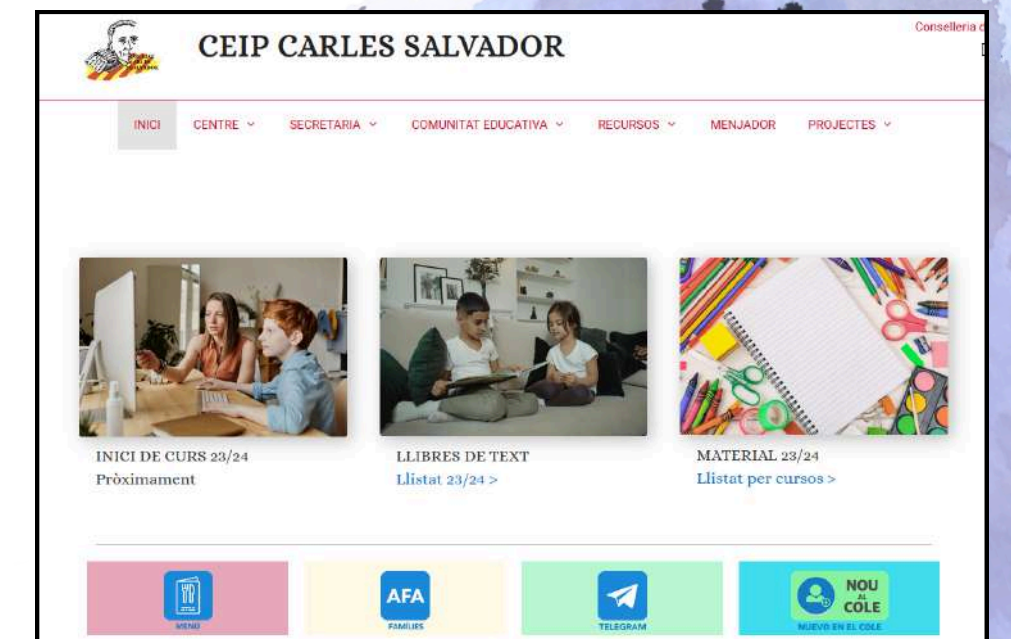 CEIP CARLES SALVADOR
Conselleria
INICI CENTRE SECRETARIA COMUNITAT EDUCATIVA RECURSOS MENJADOR PROJECTES
INICI DE CURS 23/24
Pròximament
LLIBRES DE TEXT
Llistat 23/24 >
MATERIAL 23/24
Llistat per cursos >
MENÚ
AFA
FAMÍLIES
TELEGRAM
NOU
AL
COLE
NUEVO EN EL COLE